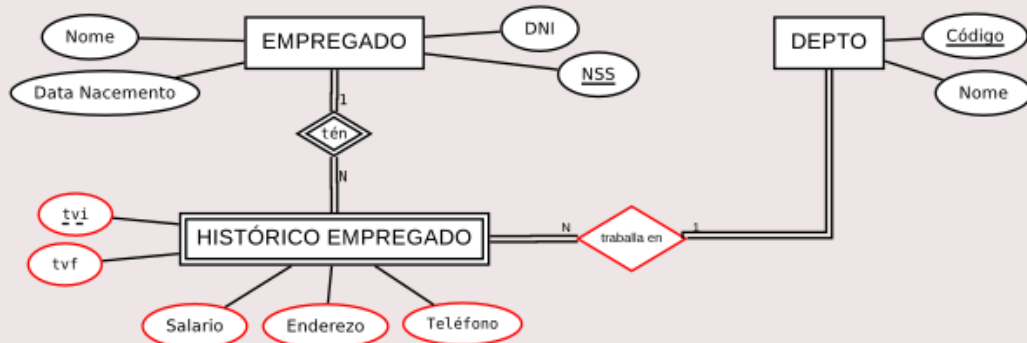 Nome
EMPREGADO
DNI
DEPTO
Código
Data Nacemento
NSS
Nome
1
tén
N
tvi
HISTÓRICO EMPREGADO
N
traballa en
1
tvf
Salario
Enderezo
Teléfono